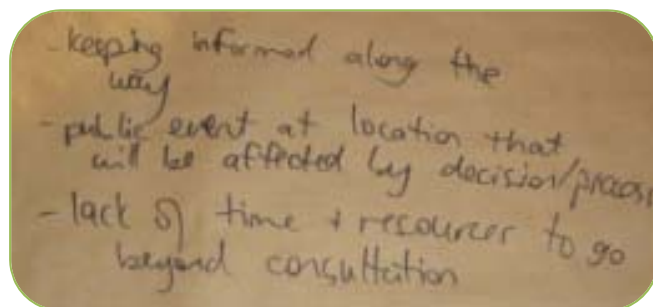 - keeping informed along the
way
- public event at location that
will be affected by decision/process
- lack of time + resources to go
beyond consultation